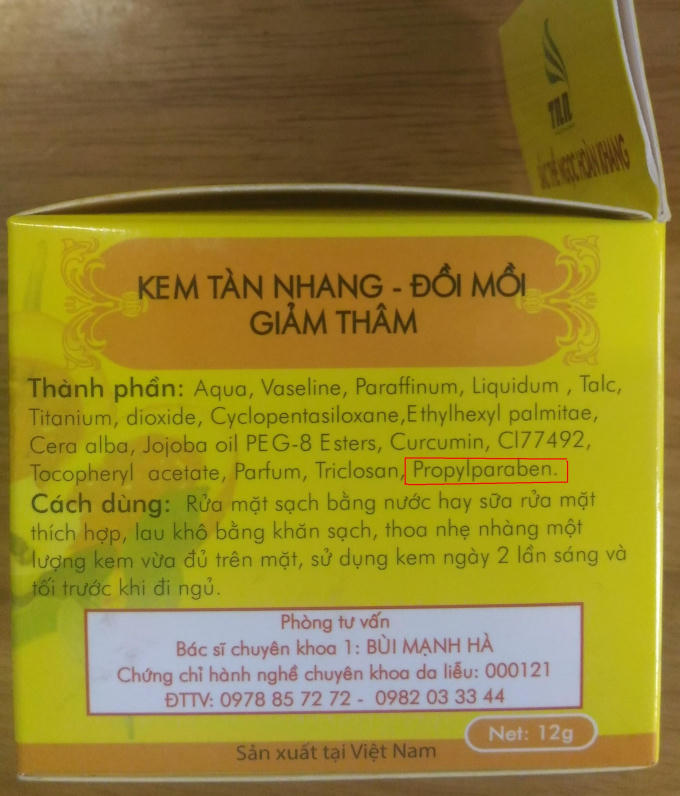 TLIL
NGỌC HOÀN KHANG
KEM TÀN NHANG - ĐỒI MỒI
GIẢM THÂM
Thành phần: Aqua, Vaseline, Paraffinum, Liquidum , Talc,
Titanium, dioxide, Cyclopentasiloxane,Ethylhexyl palmitae,
Cera alba, Jojoba oil PEG-8 Esters, Curcumin, CI77492,
Tocopheryl acetate, Parfum, Triclosan, Propylparaben.
Cách dùng: Rửa mặt sạch bằng nước hay sữa rửa mặt
thích hợp, lau khô bằng khăn sạch, thoa nhẹ nhàng một
lượng kem vừa đủ trên mặt, sử dụng kem ngày 2 lần sáng và
tối trước khi đi ngủ.
Phòng tư vấn
Bác sĩ chuyên khoa 1: BÙI MẠNH HÀ
Chứng chỉ hành nghề chuyên khoa da liễu: 000121
ĐTTV: 0978 85 72 72 - 0982 03 33 44
Net: 12g
Sản xuất tại Việt Nam